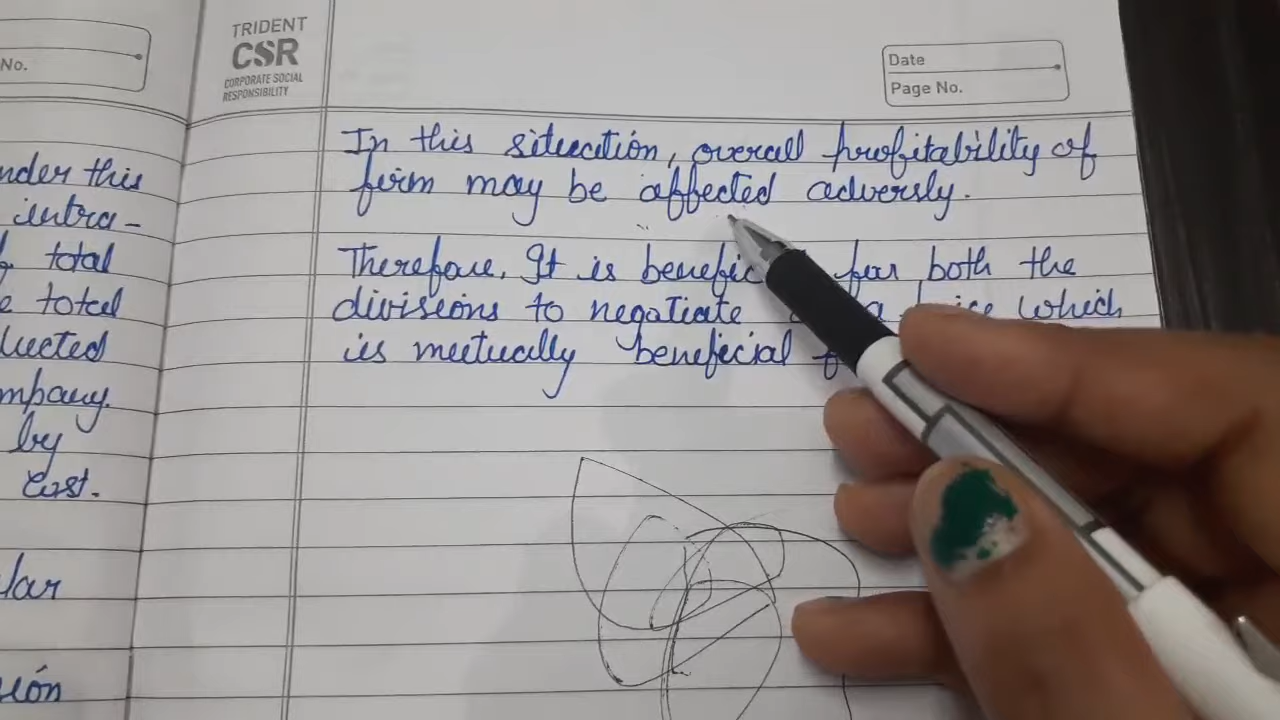 No.
TRIDENT
CSR
CORPORATE SOCIAL
RESPONSIBILITY
Date
Page No.
nder this
intra-
total
e total
ucted
mpany.
by
Cost.
lar
sion
In this situation, overall profitability of
firm may be affected adversly.
Therefore, It is benefic for both the
divisions to negotiate a which
is mutually beneficial